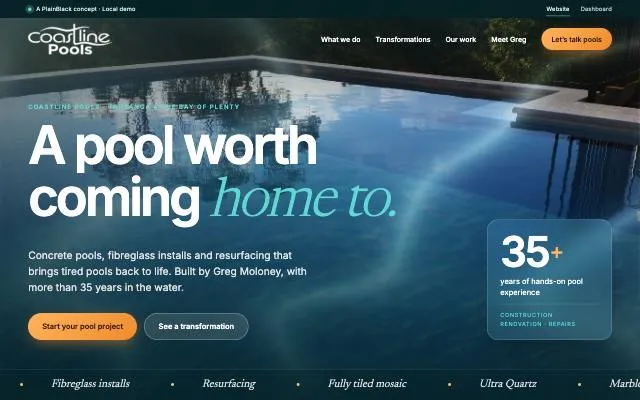 A PlainBlack concept · Local demo
Website
Dashboard
coastline
Pools
What we do
Transformations
Our work
Meet Greg
Let's talk pools
COASTLINE POOLS · TAURANGA & THE BAY OF PLENTY
A pool worth
coming home to.
Concrete pools, fibreglass installs and resurfacing that
brings tired pools back to life. Built by Greg Moloney, with
more than 35 years in the water.
Start your pool project
See a transformation
35+
years of hands-on pool
experience
CONSTRUCTION
RENOVATION · REPAIRS
Fibreglass installs
Resurfacing
Fully tiled mosaic
Ultra Quartz